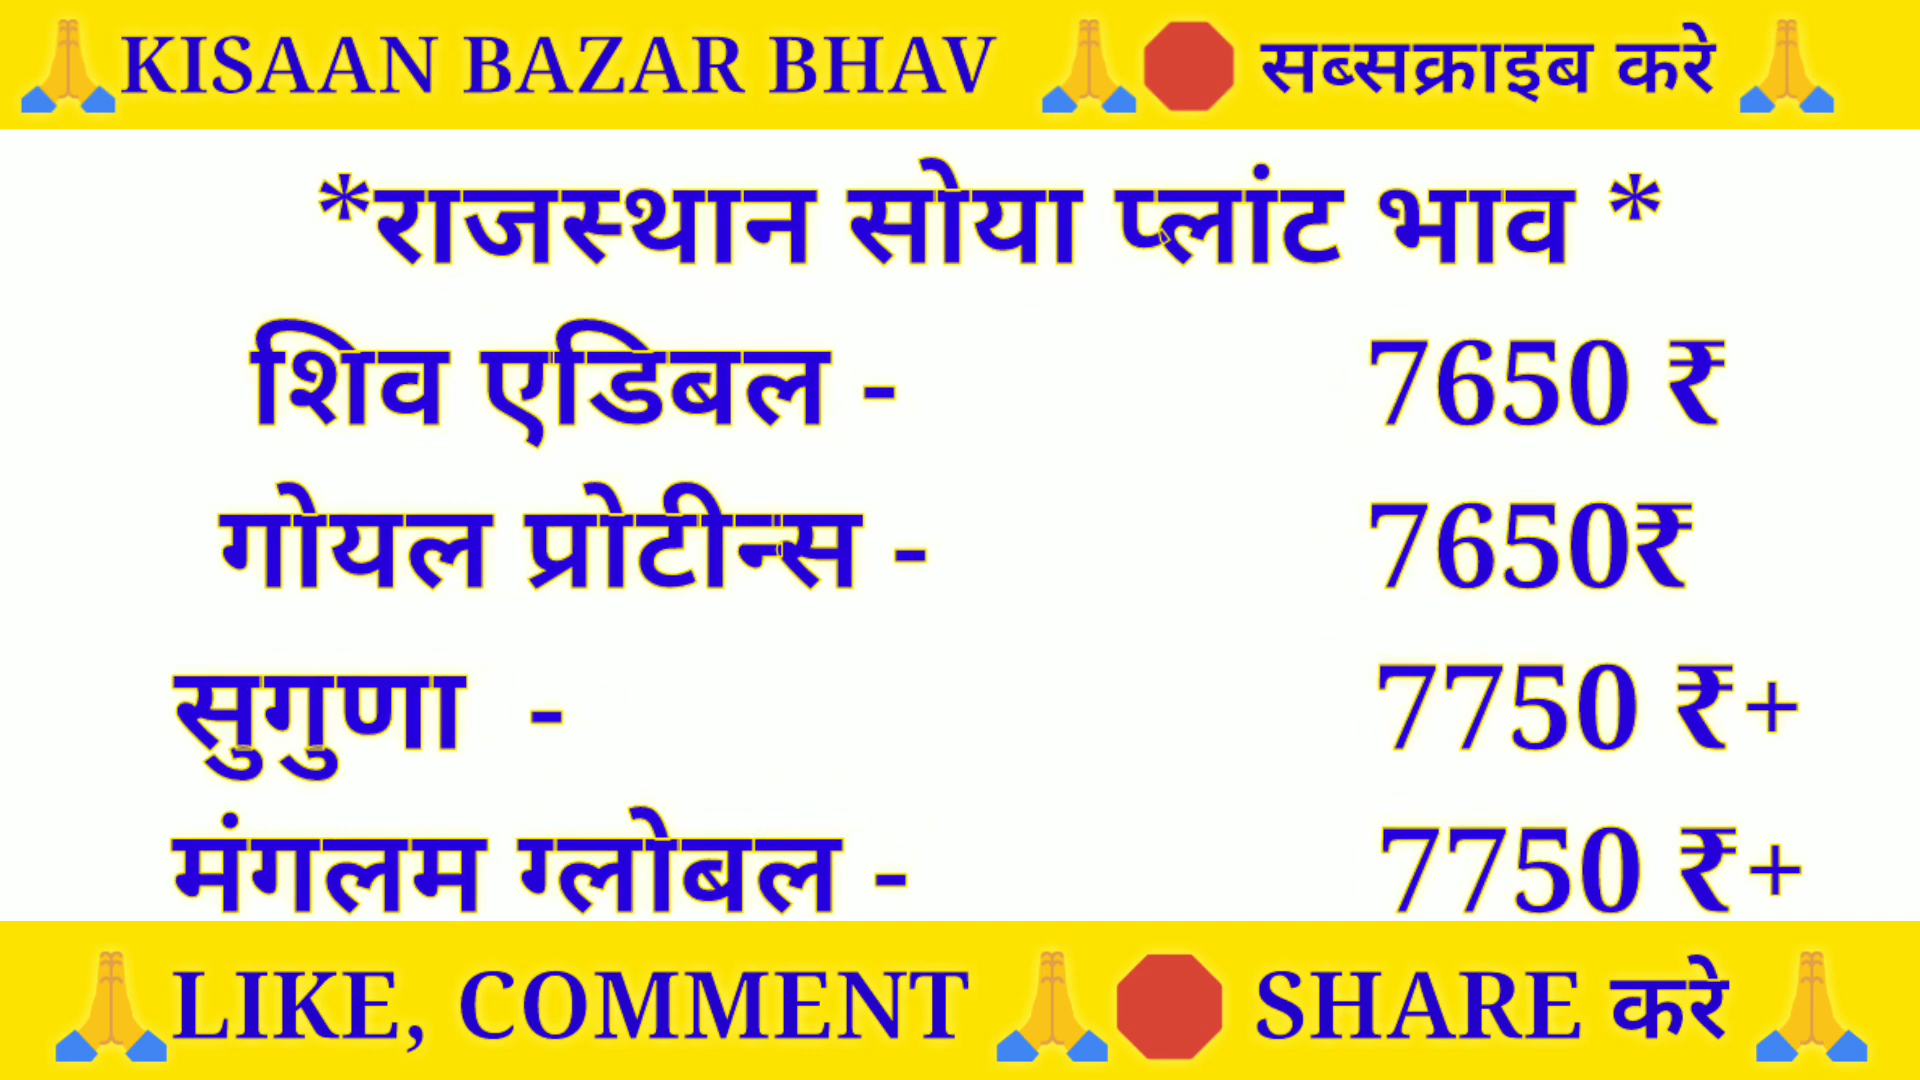 🙏KISAAN BAZAR BHAV 🙏🛑 सब्सक्राइब करे 🙏
*राजस्थान सोया प्लांट भाव *
शिव एडिबल - 7650 ₹
गोयल प्रोटीन्स - 7650₹
सुगुणा - 7750 ₹+
मंगलम ग्लोबल - 7750 ₹+
🙏LIKE, COMMENT 🙏🛑 SHARE करे 🙏